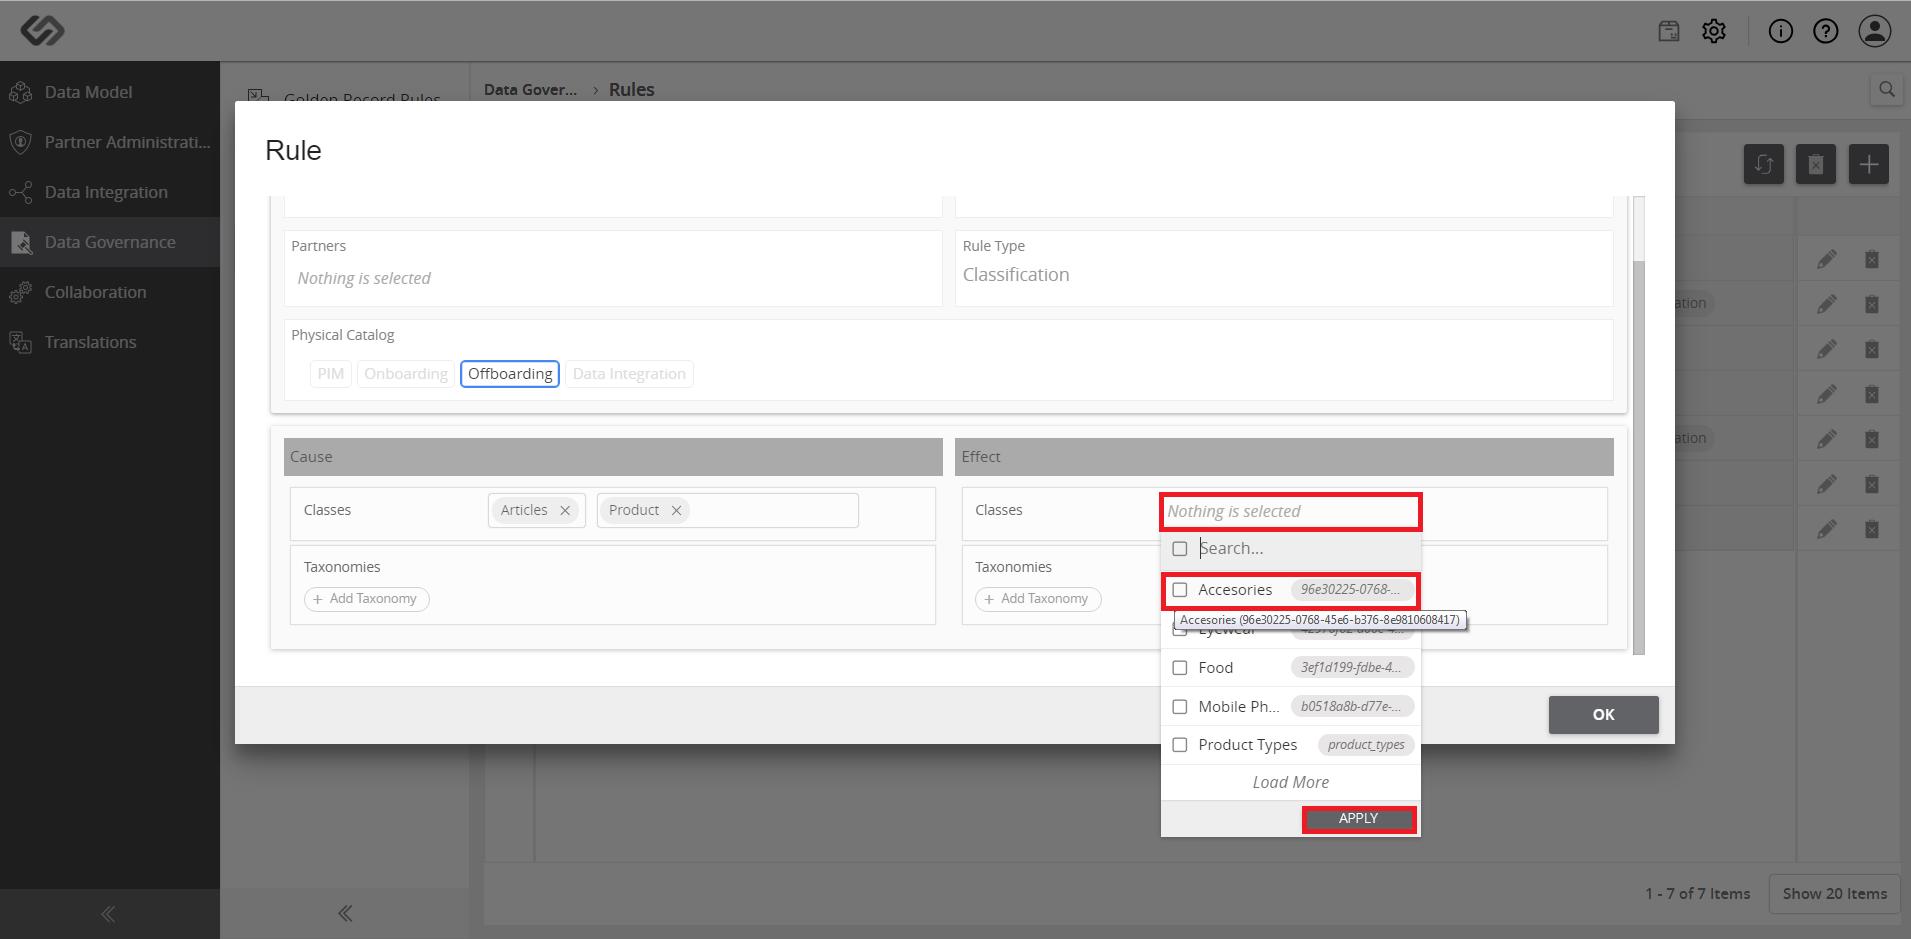 Data Model
Partner Administrati...
Data Integration
Data Governance
Collaboration
Translations
Golden Record Rules
Data Gover... › Rules
Rule
Partners
Nothing is selected
Rule Type
Classification
Physical Catalog
PIM
Onboarding
Offboarding
Data Integration
Cause
Classes
Articles
Product
Taxonomies
+ Add Taxonomy
Effect
Classes
Nothing is selected
Search...
Accesories 96e30225-0768-...
Accesories (96e30225-0768-45e6-b376-8e9810608417)
Eyewear
Food 3ef1d199-fdbe-4...
Mobile Ph... b0518a8b-d77e-...
Product Types product_types
Load More
APPLY
Taxonomies
+ Add Taxonomy
OK
ation
ation
1 - 7 of 7 Items
Show 20 Items